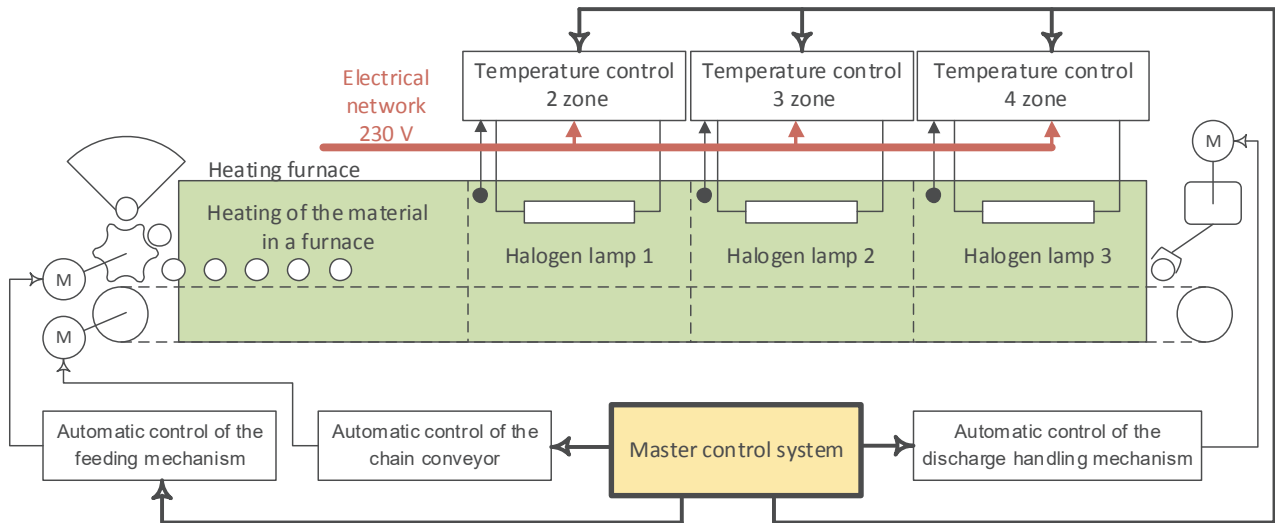 Temperature control
2 zone
Temperature control
3 zone
Temperature control
4 zone
Electrical
network
230 V
M
Heating furnace
Heating of the material
in a furnace
Halogen lamp 1
Halogen lamp 2
Halogen lamp 3
M
M
Automatic control of the
feeding mechanism
Automatic control of the
chain conveyor
Master control system
Automatic control of the
discharge handling mechanism